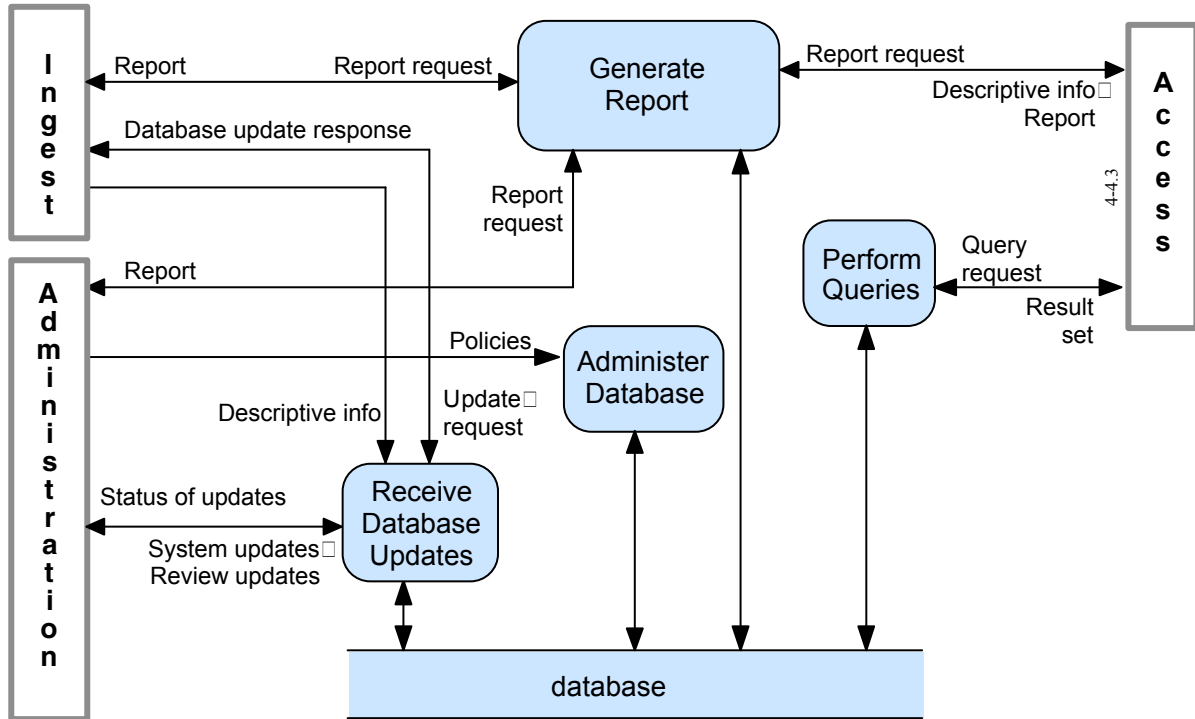 Ingest
Report
Report request
Generate
Report
Report request
Descriptive info
Report
Access
4-4.3
Database update response
Report
request
Report
Administration
Perform
Queries
Query
request
Result
set
Policies
Administer
Database
Descriptive info
Update
request
Status of updates
Receive
Database
Updates
System updates
Review updates
database